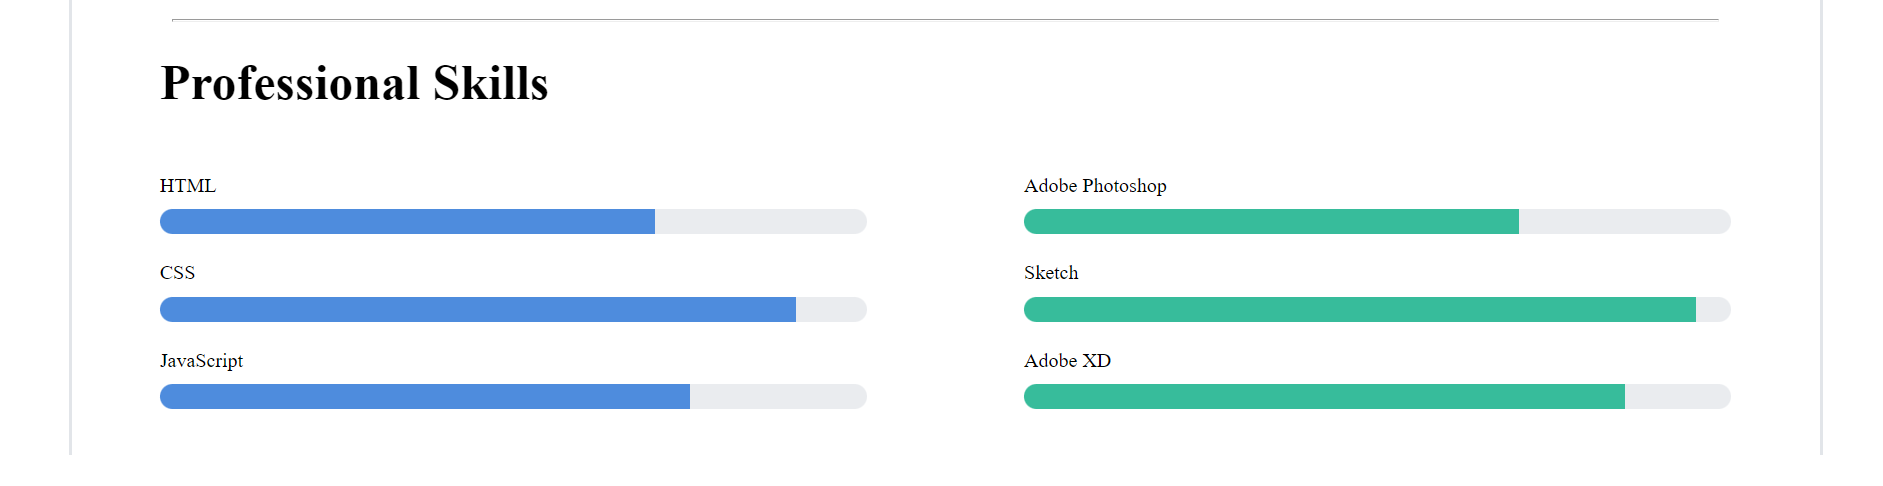 Professional Skills
HTML
CSS
JavaScript
Adobe Photoshop
Sketch
Adobe XD